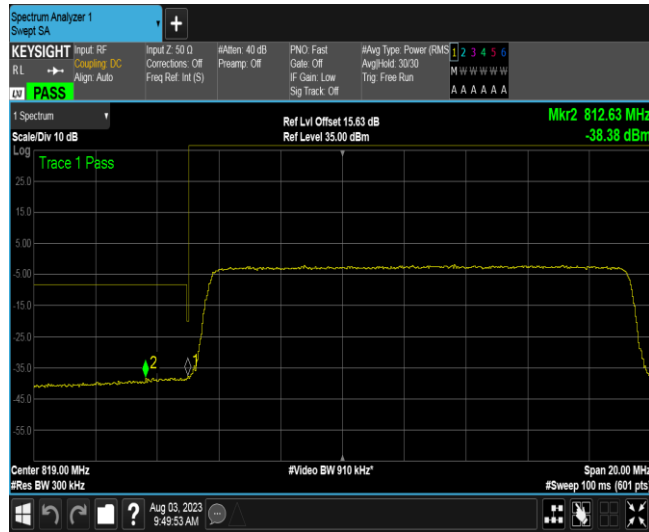 Spectrum Analyzer 1
Swept SA
+
KEYSIGHT Input: RF Input Z: 50 Ω #Atten: 40 dB PNO: Fast #Avg Type: Power (RMS 1 2 3 4 5 6
RL Coupling: DC Corrections: Off Preamp: Off Gate: Off Avg|Hold: 30/30 M W W W W W
Align: Auto Freq Ref: Int (S) IF Gain: Low Trig: Free Run
LXI PASS Sig Track: Off A A A A A A
1 Spectrum Ref Lvl Offset 15.63 dB Mkr2 812.63 MHz
Scale/Div 10 dB Ref Level 35.00 dBm -38.38 dBm
Log
Trace 1 Pass
25.0
15.0
5.00
-5.00
-15.0
-25.0
2 1
-35.0
-45.0
-55.0
Center 819.00 MHz #Video BW 910 kHz* Span 20.00 MHz
#Res BW 300 kHz #Sweep 100 ms (601 pts)
? Aug 03, 2023
9:49:53 AM